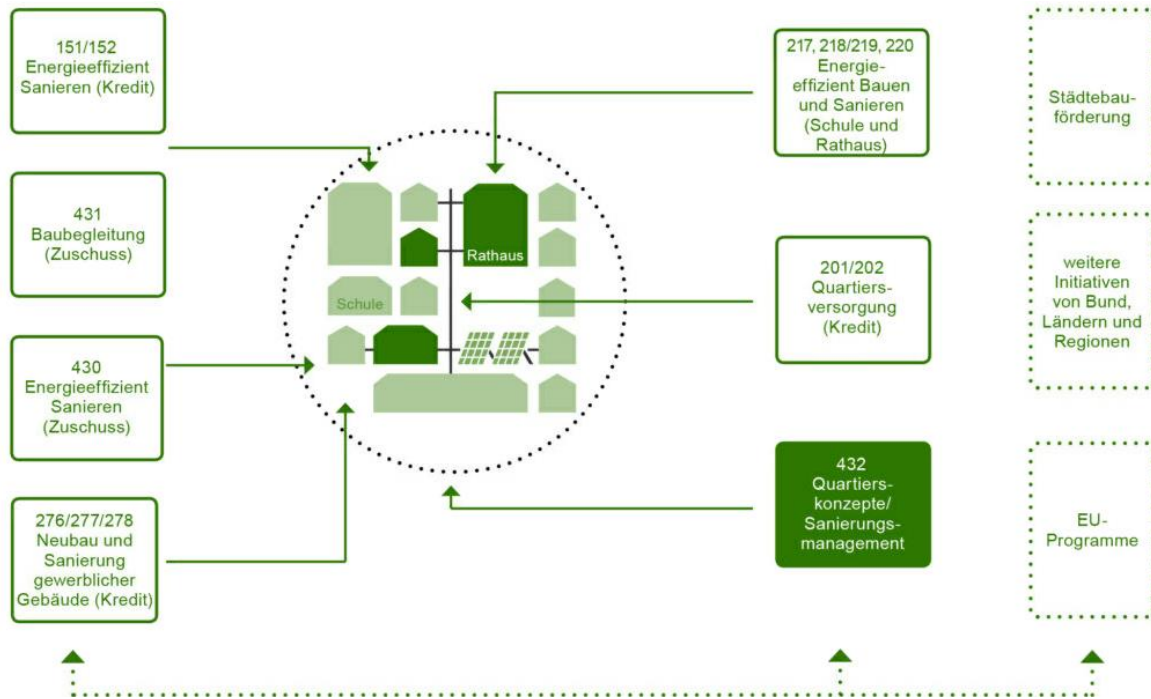 151/152
Energieeffizient
Sanieren (Kredit)
431
Baubegleitung
(Zuschuss)
430
Energieeffizient
Sanieren
(Zuschuss)
276/277/278
Neubau und
Sanierung
gewerblicher
Gebäude (Kredit)
Rathaus
Schule
217, 218/219, 220
Energie-
effizient Bauen
und Sanieren
(Schule und
Rathaus)
201/202
Quartiers-
versorgung
(Kredit)
432
Quartiers-
konzepte/
Sanierungs-
management
Städtebau-
förderung
weitere
Initiativen
von Bund,
Ländern und
Regionen
EU-
Programme